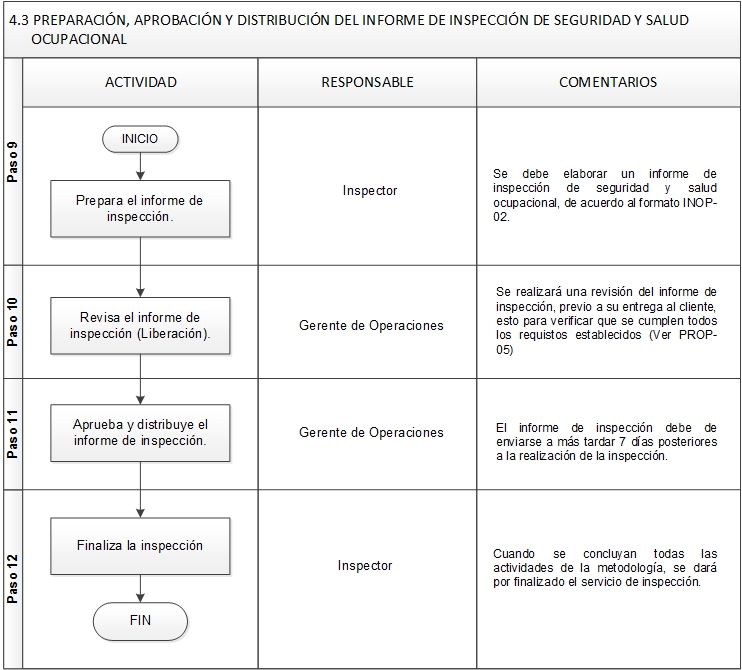 4.3 PREPARACIÓN, APROBACIÓN Y DISTRIBUCIÓN DEL INFORME DE INSPECCIÓN DE SEGURIDAD Y SALUD
OCUPACIONAL
ACTIVIDAD
RESPONSABLE
COMENTARIOS
Paso 9
INICIO
Prepara el informe de
inspección.
Inspector
Se debe elaborar un informe de
inspección de seguridad y salud
ocupacional, de acuerdo al formato INOP-
02.
Paso 10
Revisa el informe de
inspección (Liberación).
Gerente de Operaciones
Se realizará una revisión del informe de
inspección, previo a su entrega al cliente,
esto para verificar que se cumplen todos
los requistos establecidos (Ver PROP-
05)
Paso 11
Aprueba y distribuye el
informe de inspección.
Gerente de Operaciones
El informe de inspección debe de
enviarse a más tardar 7 días posteriores
a la realización de la inspección.
Paso 12
Finaliza la inspección
FIN
Inspector
Cuando se concluyan todas las
actividades de la metodología, se dará
por finalizado el servicio de inspección.